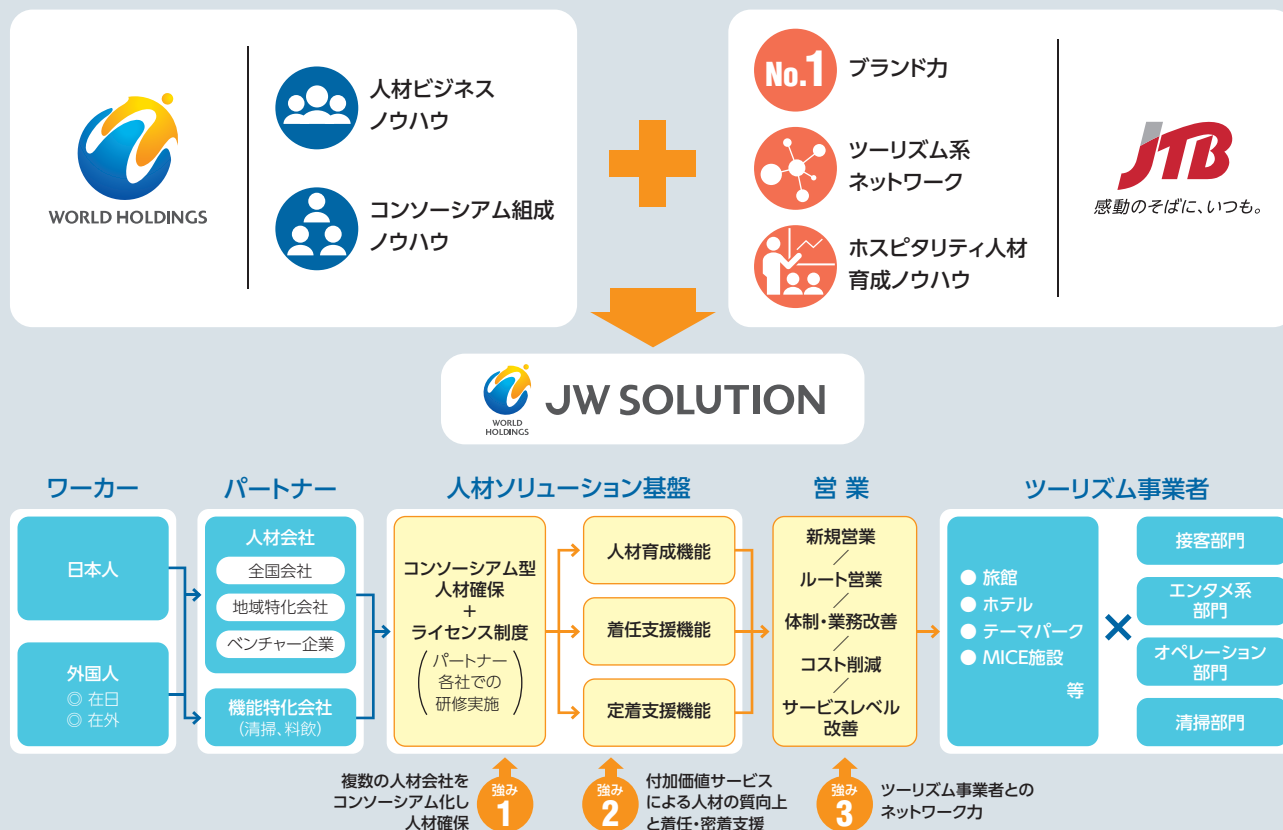 WORLD HOLDINGS
人材ビジネス
ノウハウ
コンソーシアム組成
ノウハウ
No.1
ブランド力
ツーリズム系
ネットワーク
ホスピタリティ人材
育成ノウハウ
JTB
感動のそばに、いつも。
WORLD
HOLDINGS
JW SOLUTION
ワーカー
日本人
外国人
◎ 在日
◎ 在外
パートナー
人材会社
全国会社
地域特化会社
ベンチャー企業
機能特化会社
(清掃、料飲)
人材ソリューション基盤
コンソーシアム型
人材確保
+
ライセンス制度
(パートナー
各社での
研修実施)
人材育成機能
着任支援機能
定着支援機能
営業
新規営業
／
ルート営業
／
体制・業務改善
／
コスト削減
／
サービスレベル
改善
ツーリズム事業者
● 旅館
● ホテル
● テーマパーク
● MICE施設
等
×
接客部門
エンタメ系
部門
オペレーション
部門
清掃部門
複数の人材会社を
コンソーシアム化し
人材確保
強み
1
強み
2
付加価値サービス
による人材の質向上
と着任・密着支援
強み
3
ツーリズム事業者との
ネットワーク力